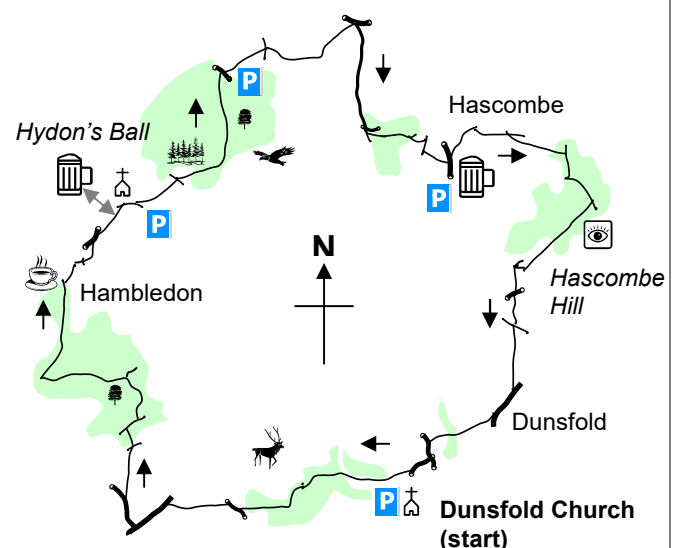 P
Hascombe
Hydon's Ball
P
P
N
Hambledon
Hascombe
Hill
Dunsfold
P
Dunsfold Church
(start)